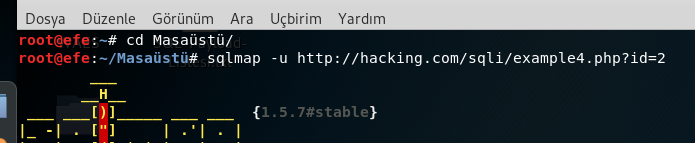 Dosya Düzenle Görünüm Ara Uçbirim Yardım
root@efe:~# cd Masaüstü/
root@efe:~/Masaüstü# sqlmap -u http://hacking.com/sqli/example4.php?id=2
        ___
       __H__
 ___ ___[)]_____ ___ ___  {1.5.7#stable}
|_ -| . ["]     | .'| . |